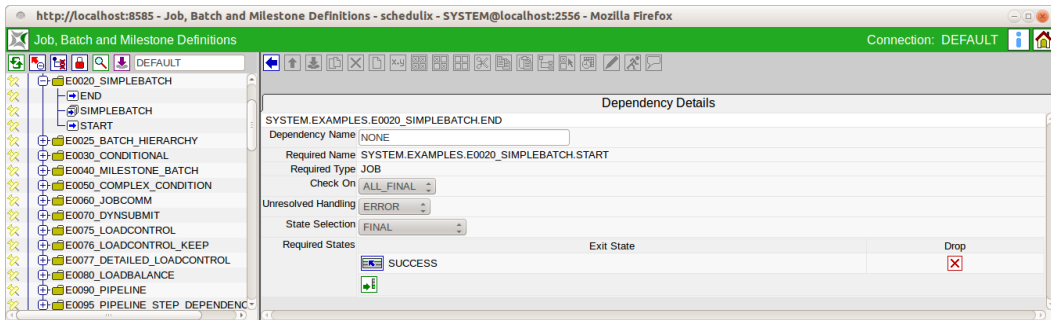 http://localhost:8585 - Job, Batch and Milestone Definitions - schedulix - SYSTEM@localhost:2556 - Mozilla Firefox
Job, Batch and Milestone Definitions
Connection: DEFAULT
DEFAULT
E0020_SIMPLEBATCH
END
SIMPLEBATCH
START
E0025_BATCH_HIERARCHY
E0030_CONDITIONAL
E0040_MILESTONE_BATCH
E0050_COMPLEX_CONDITION
E0060_JOBCOMM
E0070_DYNSUBMIT
E0075_LOADCONTROL
E0076_LOADCONTROL_KEEP
E0077_DETAILED_LOADCONTROL
E0080_LOADBALANCE
E0090_PIPELINE
E0095_PIPELINE_STEP_DEPENDENC
x,y
Dependency Details
SYSTEM.EXAMPLES.E0020_SIMPLEBATCH.END
Dependency Name NONE
Required Name SYSTEM.EXAMPLES.E0020_SIMPLEBATCH.START
Required Type JOB
Check On ALL_FINAL
Unresolved Handling ERROR
State Selection FINAL
Required States Exit State Drop
SUCCESS